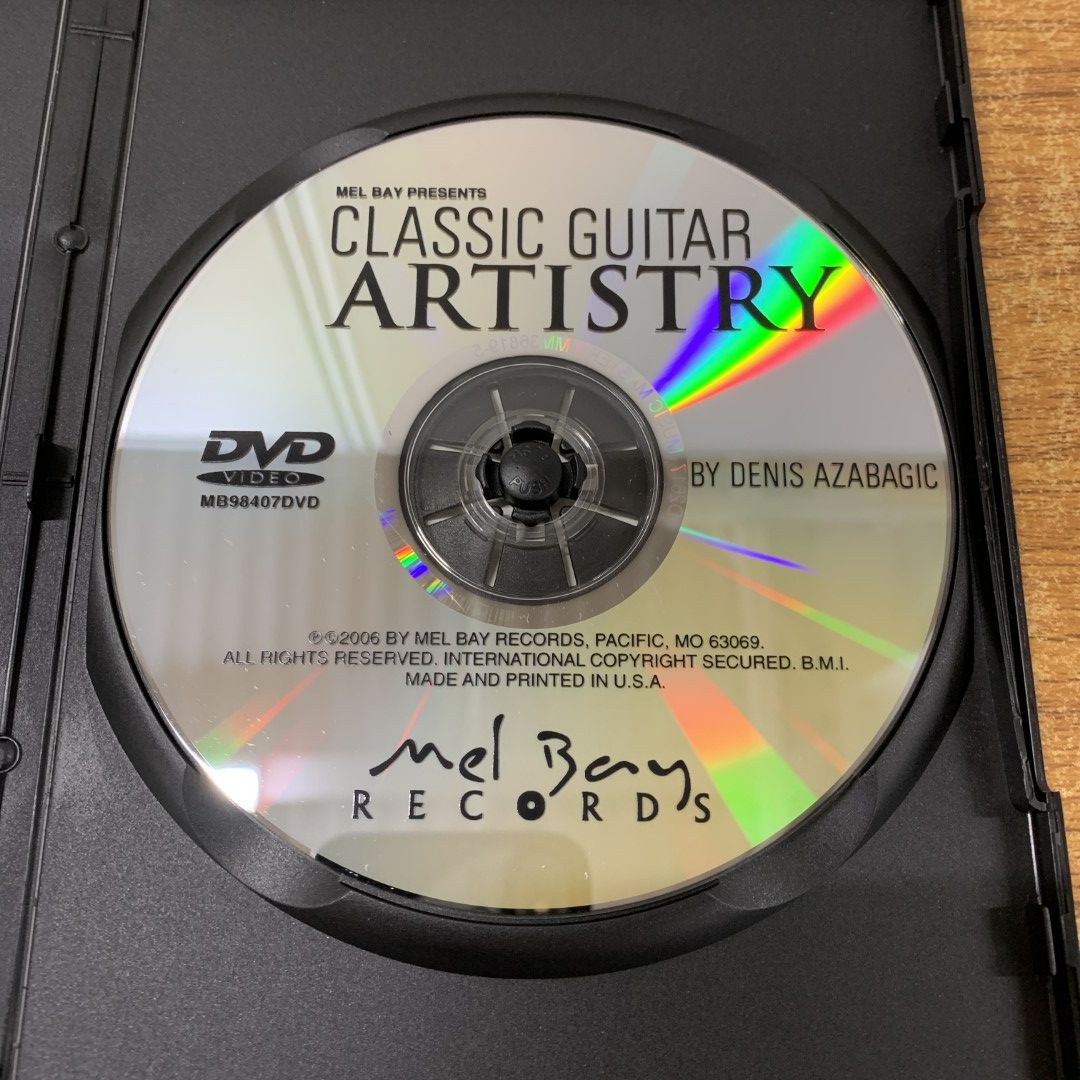 MEL BAY PRESENTS
CLASSIC GUITAR
ARTISTRY
DVD
VIDEO
MB98407DVD
BY DENIS AZABAGIC
PUSH
℗©2006 BY MEL BAY RECORDS, PACIFIC, MO 63069.
ALL RIGHTS RESERVED. INTERNATIONAL COPYRIGHT SECURED. B.M.I.
MADE AND PRINTED IN U.S.A.
Mel Bay
RECORDS